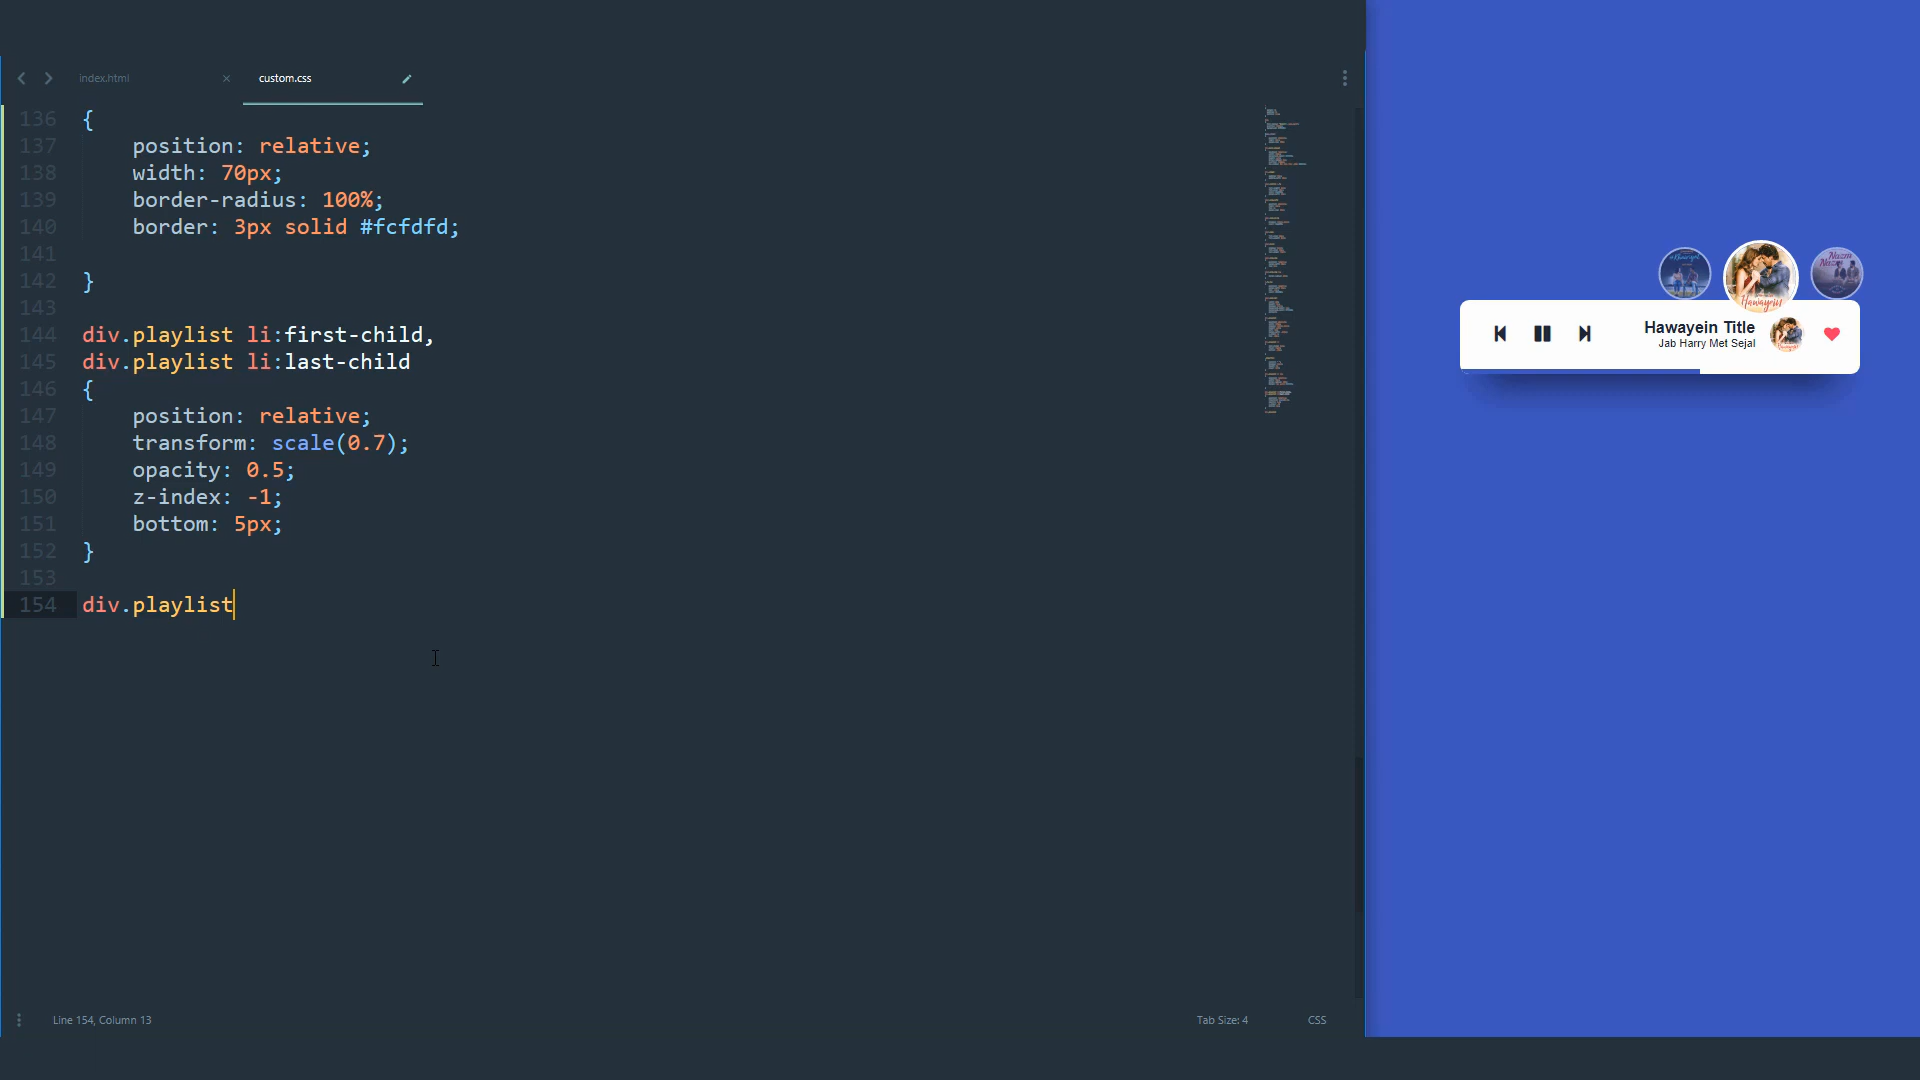 index.html
custom.css
136 {
137 position: relative;
138 width: 70px;
139 border-radius: 100%;
140 border: 3px solid #fcfdfd;
141
142 }
143
144 div.playlist li:first-child,
145 div.playlist li:last-child
146 {
147 position: relative;
148 transform: scale(0.7);
149 opacity: 0.5;
150 z-index: -1;
151 bottom: 5px;
152 }
153
154 div.playlist
Hawayein
Hawayein Title
Jab Harry Met Sejal
Line 154, Column 13
Tab Size: 4
CSS